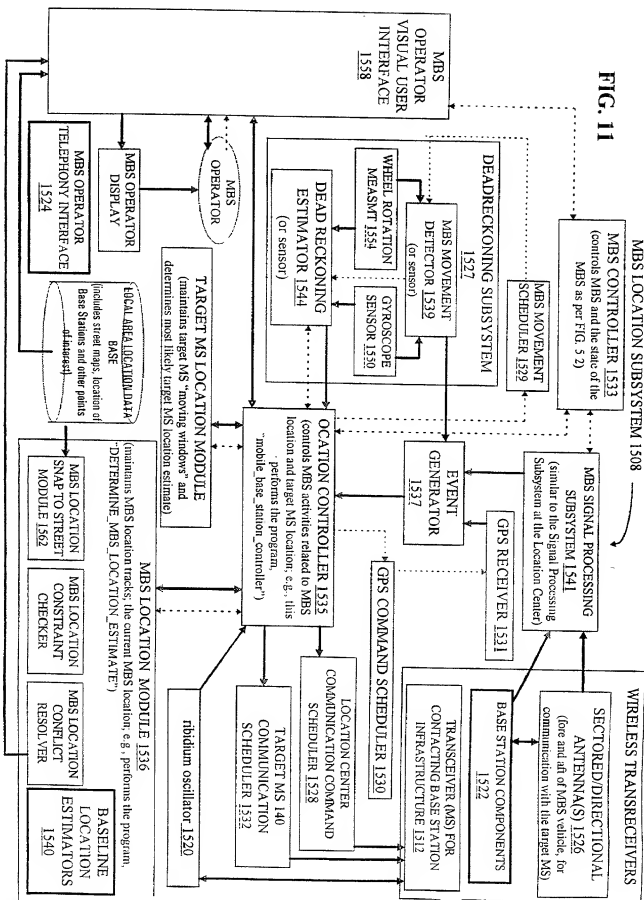 FIG. 11
MBS LOCATION SUBSYSTEM 1508
MBS CONTROLLER 1533
(controls MBS and the state of the
MBS as per FIG. 5 2)
MBS SIGNAL PROCESSING
SUBSYSTEM 1541
(similar to the Signal Processing
Subsystem at the Location Center)
WIRELESS TRANSRECEIVERS
SECTORED/DIRECTIONAL
ANTENNA(S) 1526
(fore and aft of MBS vehicle, for
communication with the target MS)
BASE STATION COMPONENTS
1522
TRANSCEIVER (MS) FOR
CONTACTING BASE STATION
INFRASTRUCTURE 1512
MBS MOVEMENT
SCHEDULER 1529
GPS RECEIVER 1531
EVENT
GENERATOR
1537
GPS COMMAND SCHEDULER 1530
DEADRECKONING SUBSYSTEM
1527
MBS MOVEMENT
DETECTOR 1539
(or sensor)
WHEEL ROTATION
MEASMT 1554
GYROSCOPE
SENSOR 1550
DEAD RECKONING
ESTIMATOR 1544
(or sensor)
OCATION CONTROLLER 1535
(controls MBS activities related to MBS
location and target MS location; e.g., this
performs the program,
"mobile_base_station_controller")
LOCATION CENTER
COMMUNICATION COMMAND
SCHEDULER 1528
TARGET MS 140
COMMUNICATION
SCHEDULER 1532
ribidium oscillator 1520
MBS
OPERATOR
VISUAL USER
INTERFACE
1558
MBS
OPERATOR
MBS OPERATOR
DISPLAY
MBS OPERATOR
TELEPHONY INTERFACE
1524
TARGET MS LOCATION MODULE
(maintains target MS "moving windows" and
determines most likely target MS location estimate)
LOCAL AREA LOCATION DATA
BASE
(includes street maps, location of
Base Stations and other points
of interest)
MBS LOCATION MODULE 1536
(maintains MBS location tracks; the current MBS location; e.g., performs the program,
"DETERMINE_MBS_LOCATION_ESTIMATE")
MBS LOCATION
SNAP TO STREET
MODULE 1562
MBS LOCATION
CONSTRAINT
CHECKER
MBS LOCATION
CONFLICT
RESOLVER
BASELINE
LOCATION
ESTIMATORS
1540